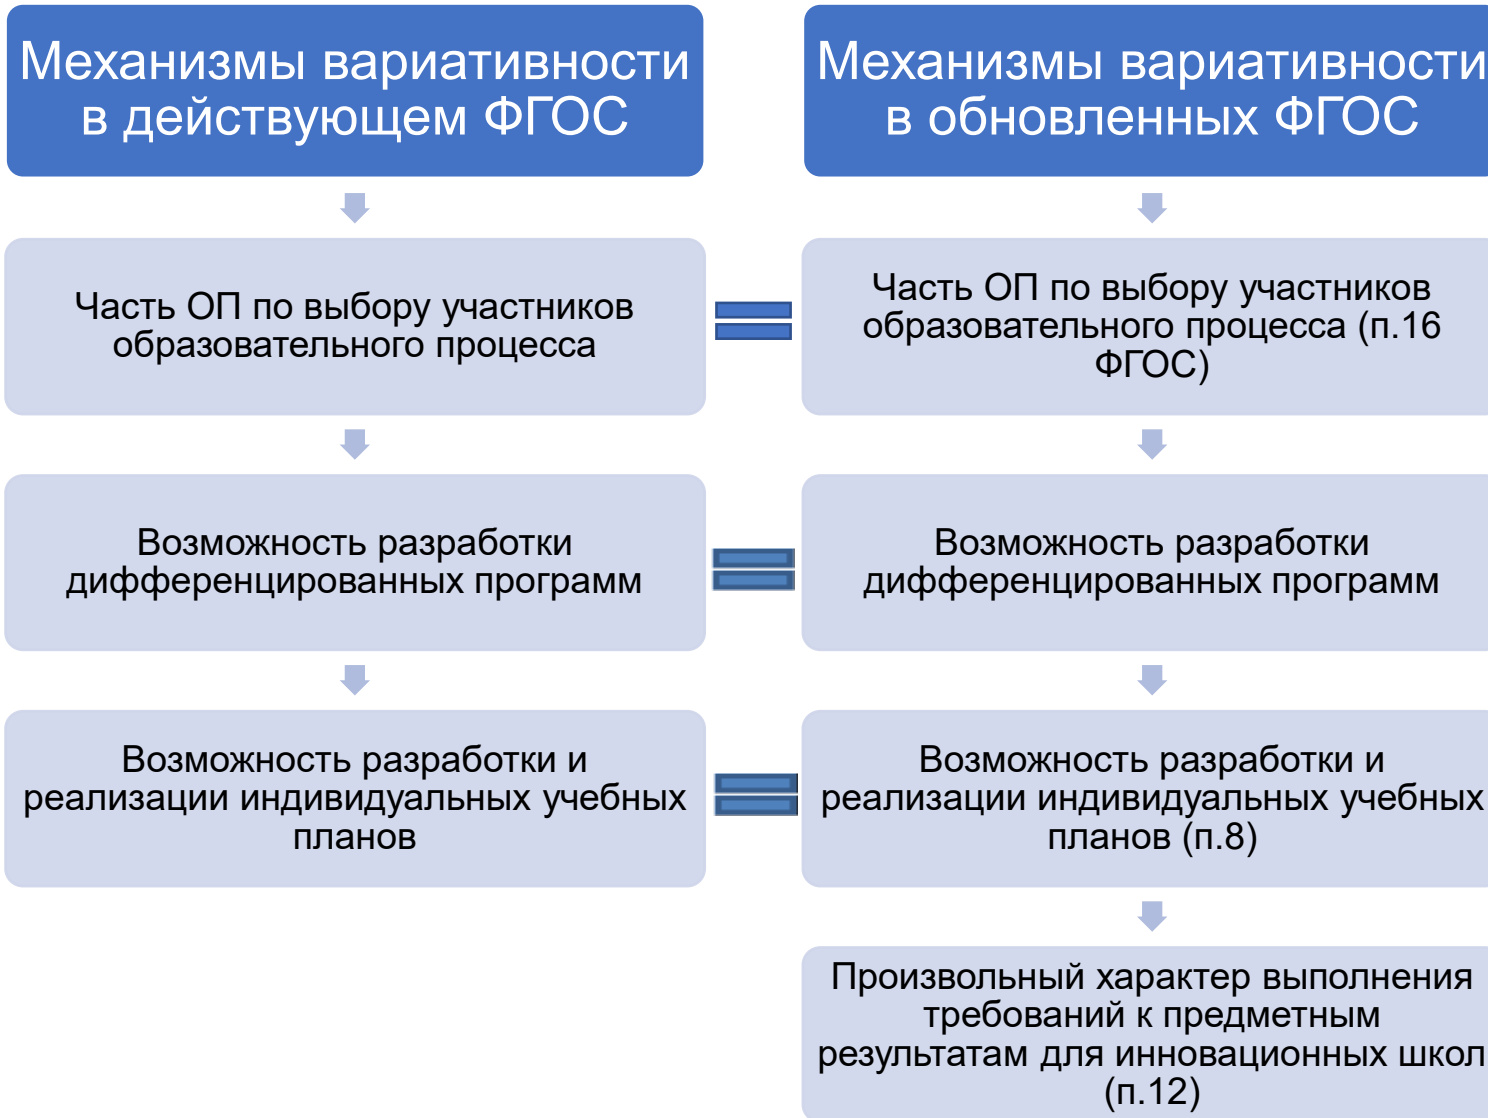 Механизмы вариативности
в действующем ФГОС
Часть ОП по выбору участников
образовательного процесса
Возможность разработки
дифференцированных программ
Возможность разработки и
реализации индивидуальных учебных
планов
Механизмы вариативности
в обновленных ФГОС
Часть ОП по выбору участников
образовательного процесса (п.16
ФГОС)
Возможность разработки
дифференцированных программ
Возможность разработки и
реализации индивидуальных учебных
планов (п.8)
Произвольный характер выполнения
требований к предметным
результатам для инновационных школ
(п.12)